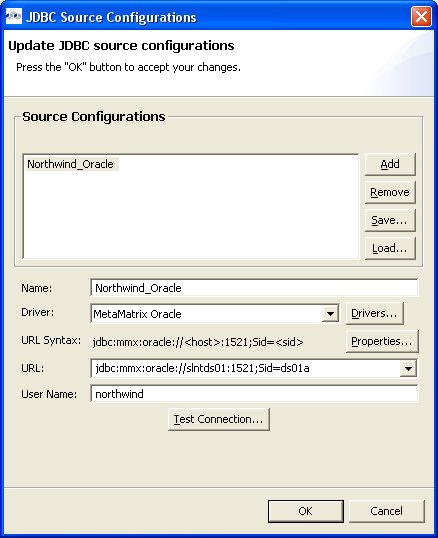 JDBC Source Configurations
Update JDBC source configurations
Press the "OK" button to accept your changes.
Source Configurations
Northwind_Oracle
Add
Remove
Save...
Load...
Name: Northwind_Oracle
Driver: MetaMatrix Oracle Drivers...
URL Syntax: jdbc:mmx:oracle://<host>:1521;Sid=<sid> Properties...
URL: jdbc:mmx:oracle://slntds01:1521;Sid=ds01a
User Name: northwind
Test Connection...
OK Cancel